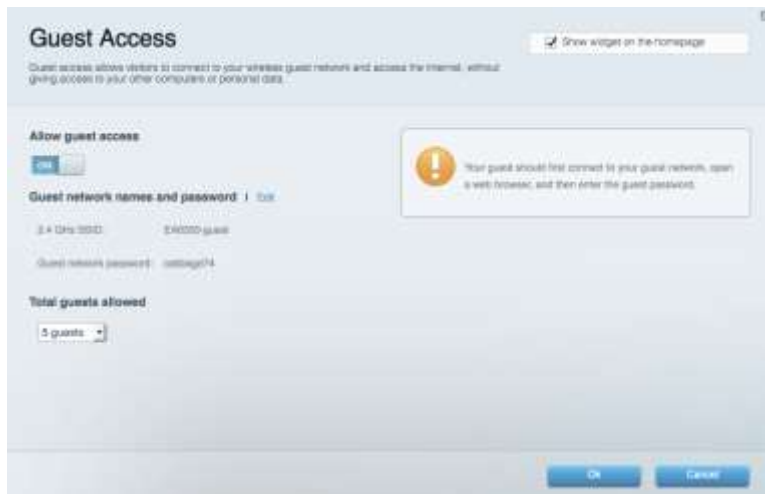 Guest Access
Show widget on the homepage
Guest access allows visitors to connect to your wireless guest network and access the Internet, without
giving access to your other computers or personal data.
Allow guest access
ON
Your guest should first connect to your guest network, open
a web browser, and then enter the guest password.
Guest network names and password | Edit
2.4 GHz SSID: -guest
Guest network password:
Total guests allowed
5 guests
Ok
Cancel